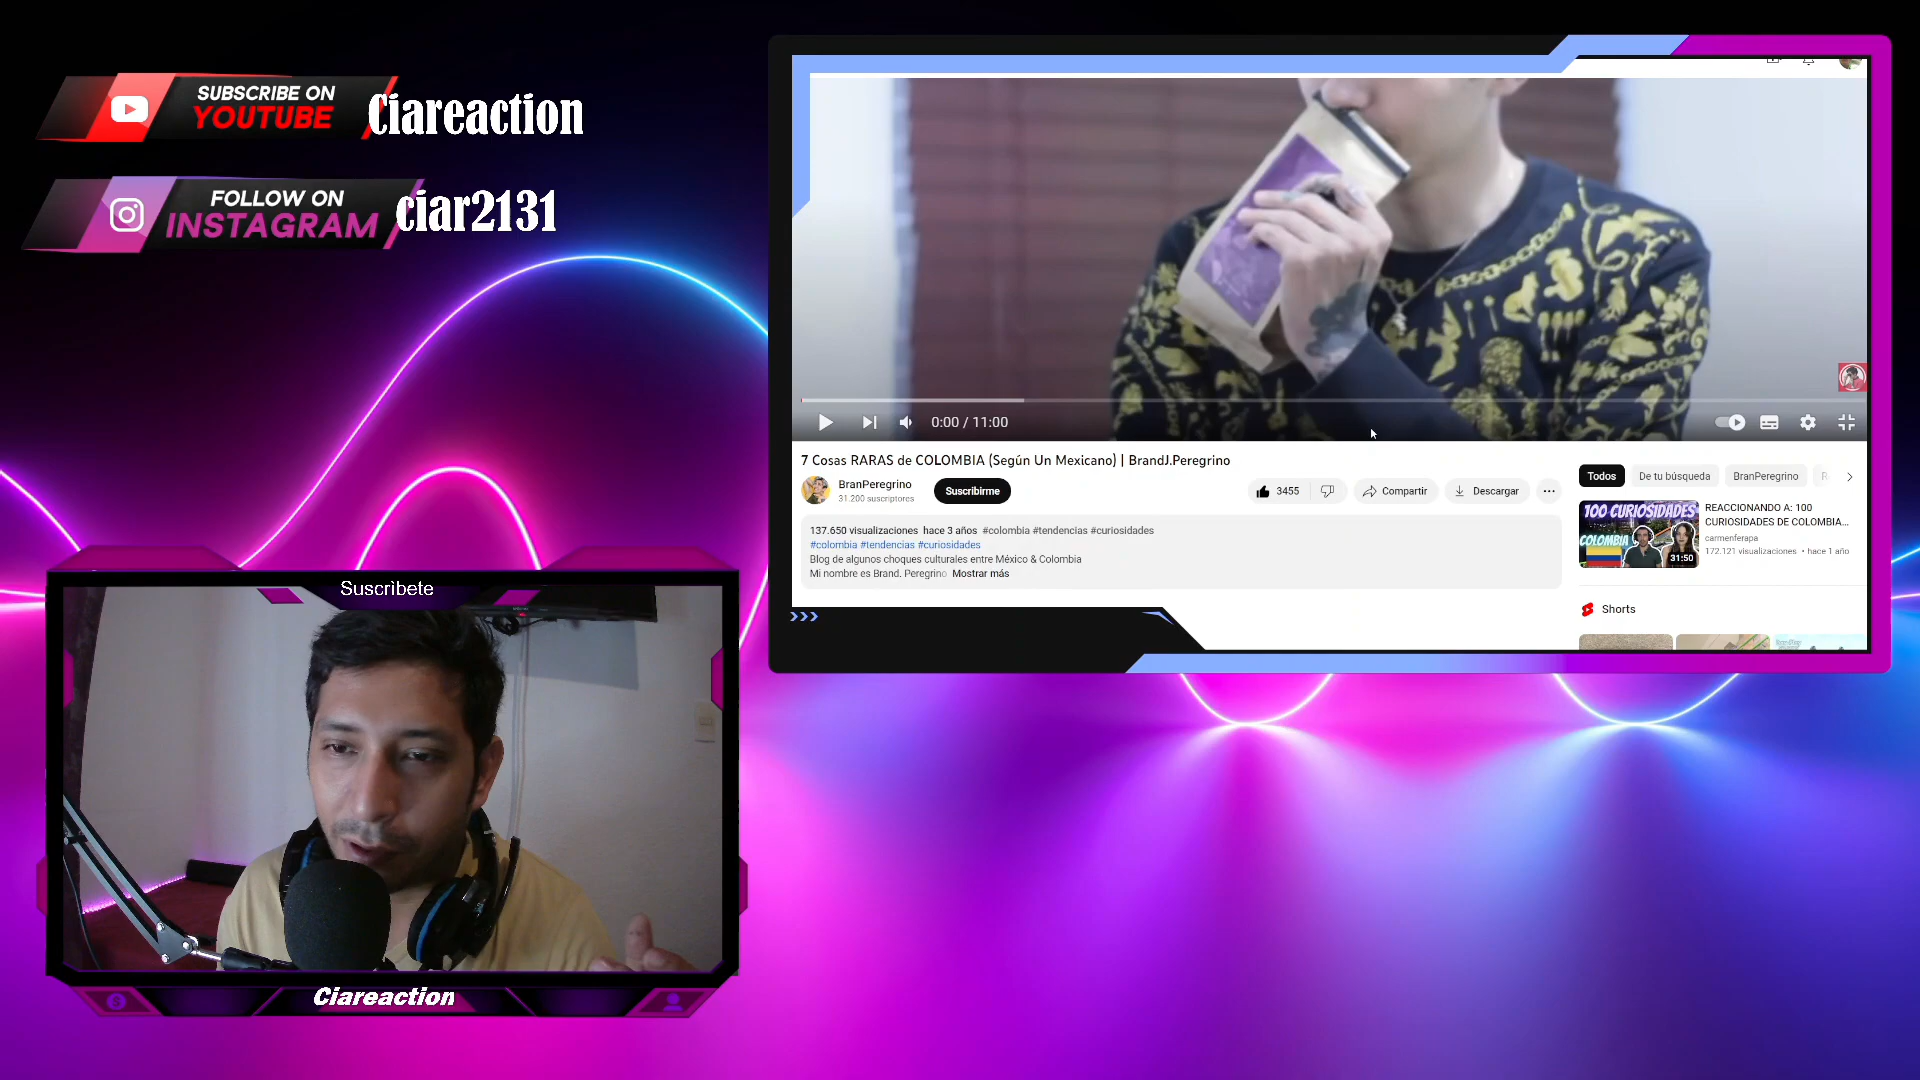 SUBSCRIBE ON
YOUTUBE
Ciareaction
FOLLOW ON
INSTAGRAM
ciar2131
0:00 / 11:00
7 Cosas RARAS de COLOMBIA (Según Un Mexicano) | BrandJ.Peregrino
BranPeregrino
31.200 suscriptores
Suscribirme
3455
Compartir
Descargar
137.650 visualizaciones hace 3 años #colombia #tendencias #curiosidades
#colombia #tendencias #curiosidades
Blog de algunos choques culturales entre México & Colombia
Mi nombre es Brand. Peregrino Mostrar más
Todos
De tu búsqueda
BranPeregrino
100 CURIOSIDADES
COLOMBIA
31:50
REACCIONANDO A: 100
CURIOSIDADES DE COLOMBIA...
carmenferapa
172.121 visualizaciones • hace 1 año
Shorts
Suscribete
Ciareaction